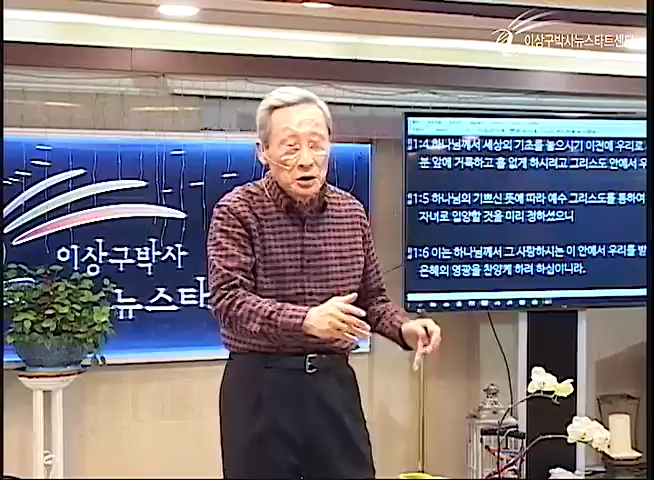 이상구박사뉴스타트센터
1:4 하나님께서 세상의 기초를 놓으시기 이전에 우리로
분 앞에 거룩하고 흠 없게 하시려고 그리스도 안에서
1:5 하나님의 기쁘신 뜻에 따라 예수 그리스도를 통하여
자녀로 입양할 것을 미리 정하셨으니
1:6 이는 하나님께서 그 사랑하시는 이 안에서 우리를
은혜의 영광을 찬양케 하려 하심이니라.
이상구박사
뉴스타